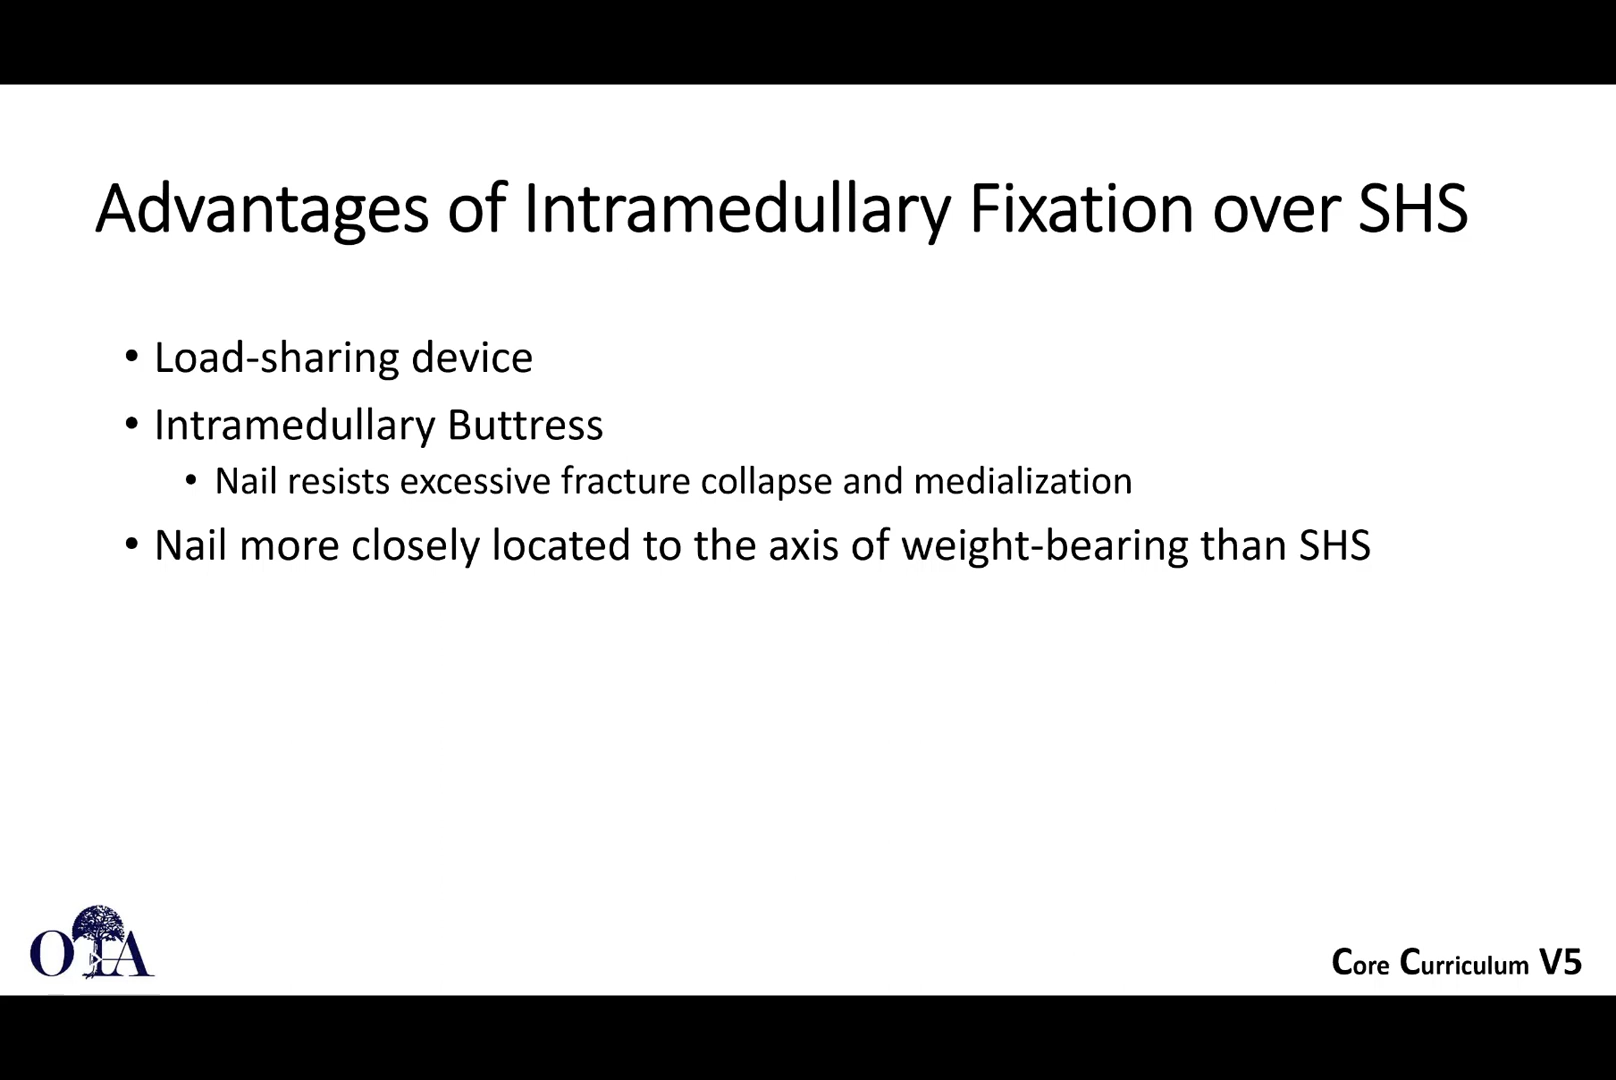 Advantages of Intramedullary Fixation over SHS
• Load-sharing device
• Intramedullary Buttress
• Nail resists excessive fracture collapse and medialization
• Nail more closely located to the axis of weight-bearing than SHS
OTA
Core Curriculum V5